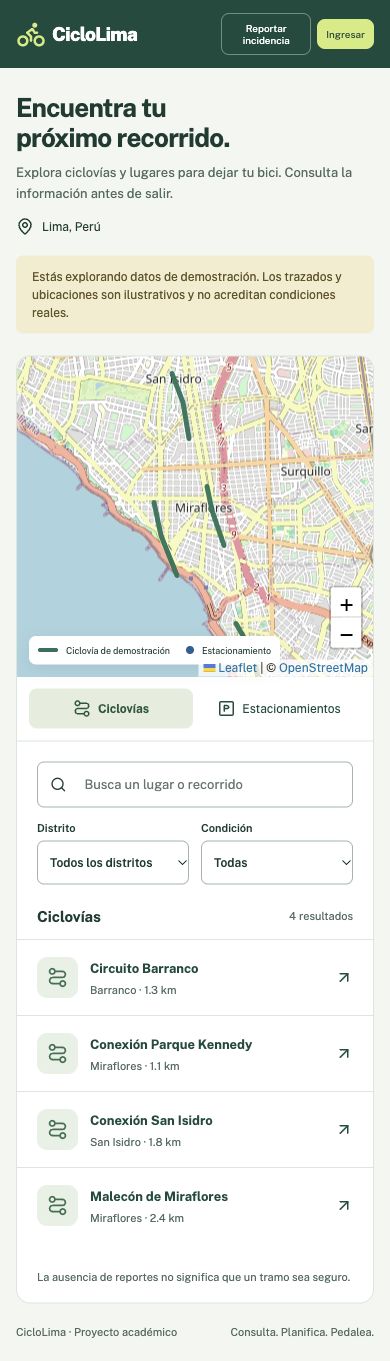 CicloLima
Reportar
incidencia
Ingresar
Encuentra tu
próximo recorrido.
Explora ciclovías y lugares para dejar tu bici. Consulta la
información antes de salir.
Lima, Perú
Estás explorando datos de demostración. Los trazados y
ubicaciones son ilustrativos y no acreditan condiciones
reales.
San Isidro
San
Surquillo
Miraflores
+
−
Ciclovía de demostración
Estacionamiento
Leaflet | © OpenStreetMap
Ciclovías
P Estacionamientos
Busca un lugar o recorrido
Distrito
Condición
Todos los distritos
Todas
Ciclovías
4 resultados
Circuito Barranco
Barranco · 1.3 km
Conexión Parque Kennedy
Miraflores · 1.1 km
Conexión San Isidro
San Isidro · 1.8 km
Malecón de Miraflores
Miraflores · 2.4 km
La ausencia de reportes no significa que un tramo sea seguro.
CicloLima · Proyecto académico
Consulta. Planifica. Pedalea.